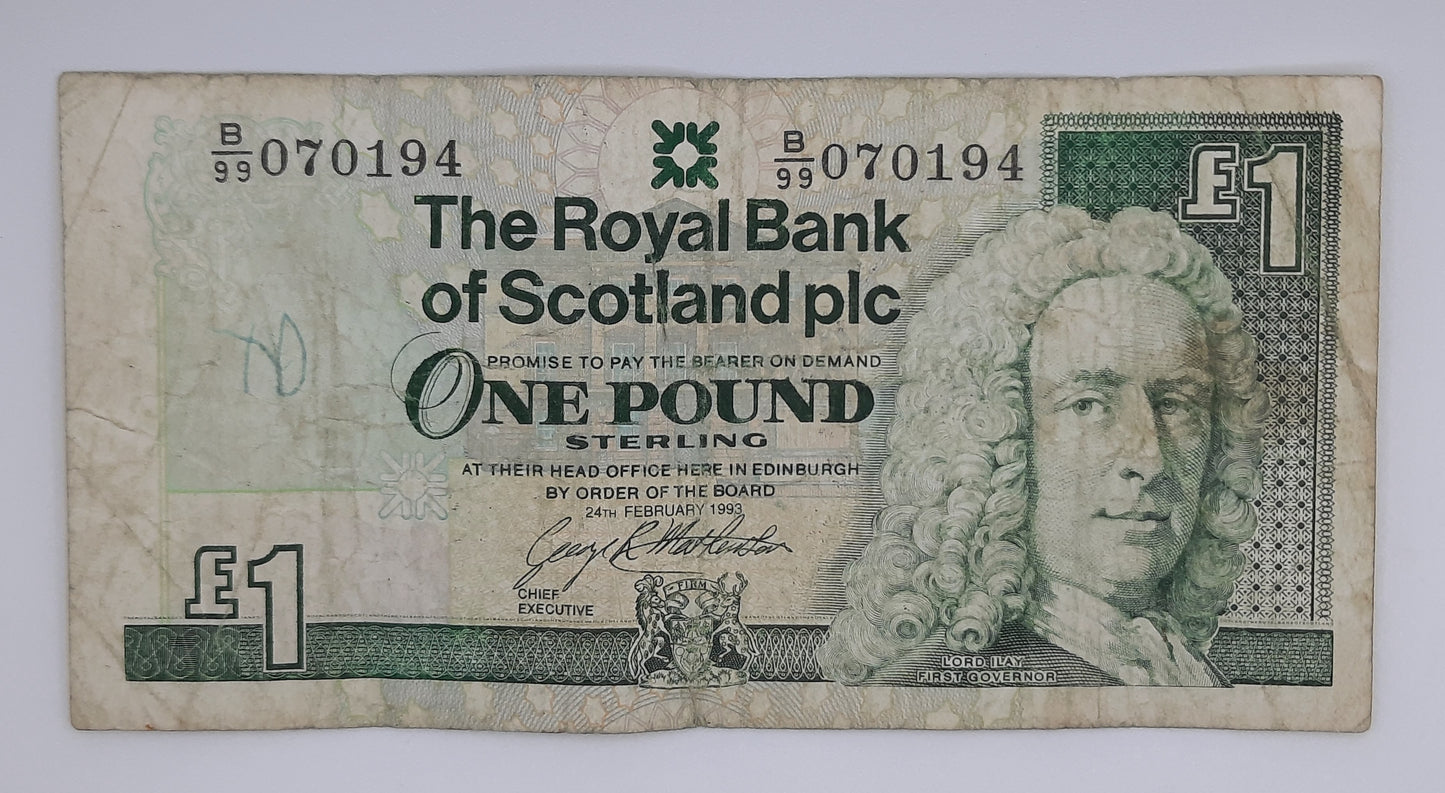 B/99 070194
B/99 070194
£1
The Royal Bank
of Scotland plc
PROMISE TO PAY THE BEARER ON DEMAND
ONE POUND
STERLING
AT THEIR HEAD OFFICE HERE IN EDINBURGH
BY ORDER OF THE BOARD
24TH FEBRUARY 1993
CHIEF
EXECUTIVE
FIRM
£1
LORD ILAY
FIRST GOVERNOR